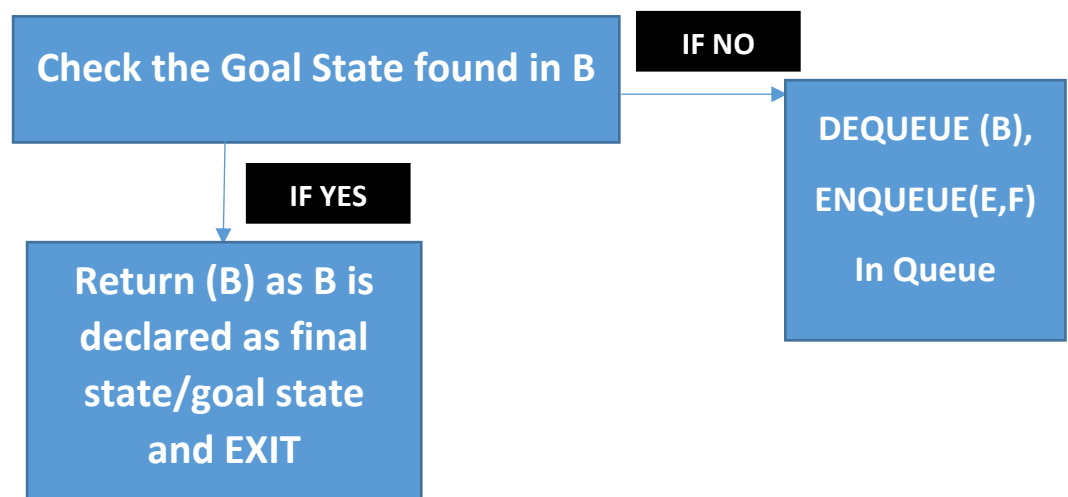 Check the Goal State found in B
IF NO
DEQUEUE (B),
ENQUEUE(E,F)
In Queue
IF YES
Return (B) as B is
declared as final
state/goal state
and EXIT